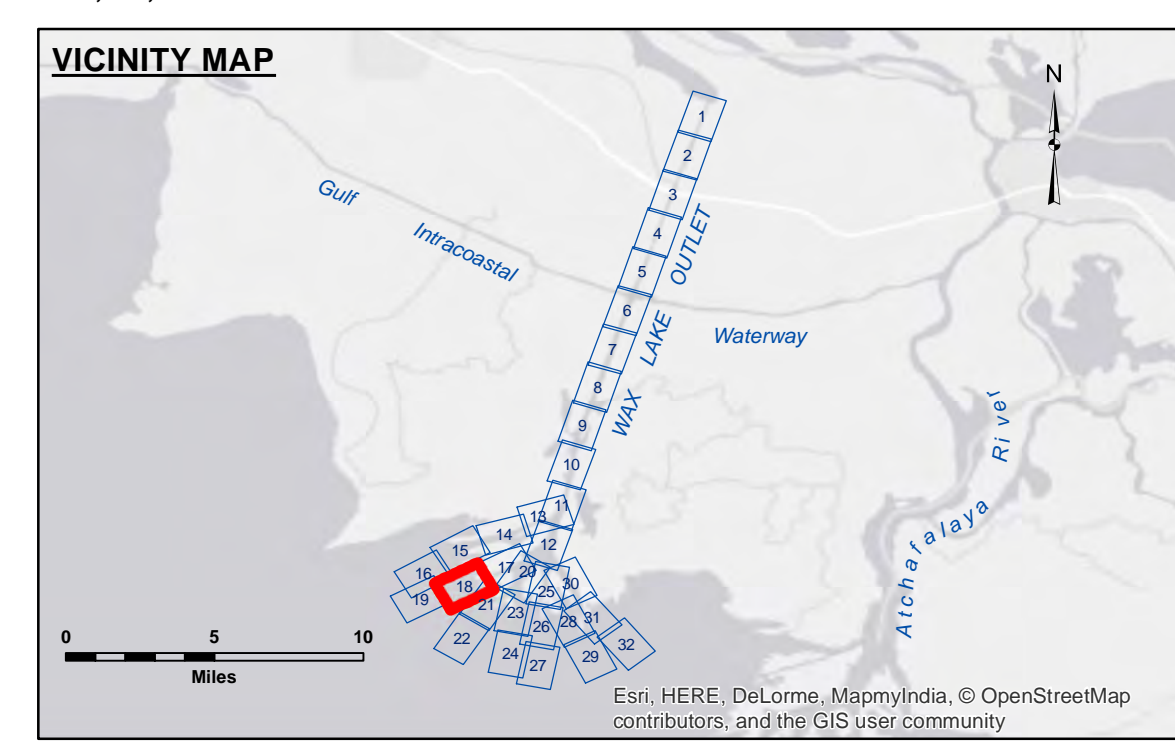 VICINITY MAP
N
1
2
3
4
5
6
7
8
9
10
11
12
13
14
15
16
17
18
19
20
21
22
23
24
25
26
27
28
29
30
31
32
Gulf
Intracoastal
Waterway
WAX LAKE OUTLET
Atchafalaya River
0 5 10
Miles
Esri, HERE, DeLorme, MapmyIndia, © OpenStreetMap
contributors, and the GIS user community